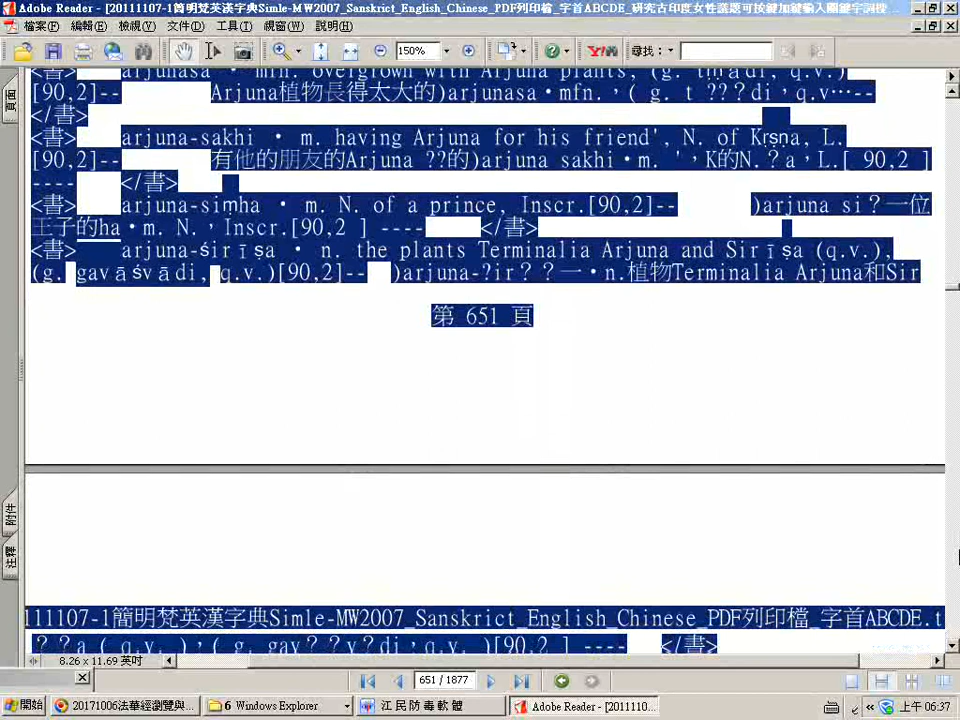 Adobe Reader - [20111107-1簡明梵英漢字典Simle-MW2007_Sanskrict_English_Chinese_PDF列印檔_字首ABCDE_研究古印度女性議題可按鍵加鍵輸入關鍵字詞搜
檔案(F) 編輯(E) 檢視(V) 文件(D) 工具(T) 視窗(W) 說明(H)
150% Y! 尋找：
頁面
<書> arjunasa ‧ mfn. overgrown with Arjuna plants, (g. tṛṇādi, q.v.)
[90,2]-- Arjuna植物長得太大的)arjunasa‧mfn.，( g. t ??？di，q.v…--
</書>
<書> arjuna-sakhi ‧ m. having Arjuna for his friend', N. of Kṛṣṇa, L.
[90,2]-- 有他的朋友的Arjuna ??的)arjuna sakhi‧m. '，K的N.？a，L.[ 90,2 ]
---- </書>
<書> arjuna-siṃha ‧ m. N. of a prince, Inscr.[90,2]-- )arjuna si？一位
王子的ha‧m. N.，Inscr.[90,2 ] ---- </書>
<書> arjuna-śirīṣa ‧ n. the plants Terminalia Arjuna and Sirīṣa (q.v.),
(g. gavāśvādi, q.v.)[90,2]-- )arjuna-?ir？？一‧n.植物Terminalia Arjuna和Sir
第 651 頁
附件
注釋
111107-1簡明梵英漢字典Simle-MW2007_Sanskrict_English_Chinese_PDF列印檔_字首ABCDE.t
？？a ( q.v. )，( g. gav？？v？di，q.v. )[90,2 ] ---- </書>
8.26 x 11.69 英吋
651 / 1877
開始 20171006法華經瀏覽與... 6 Windows Explorer 江民防毒軟體 Adobe Reader - [2011110... 上午 06:37